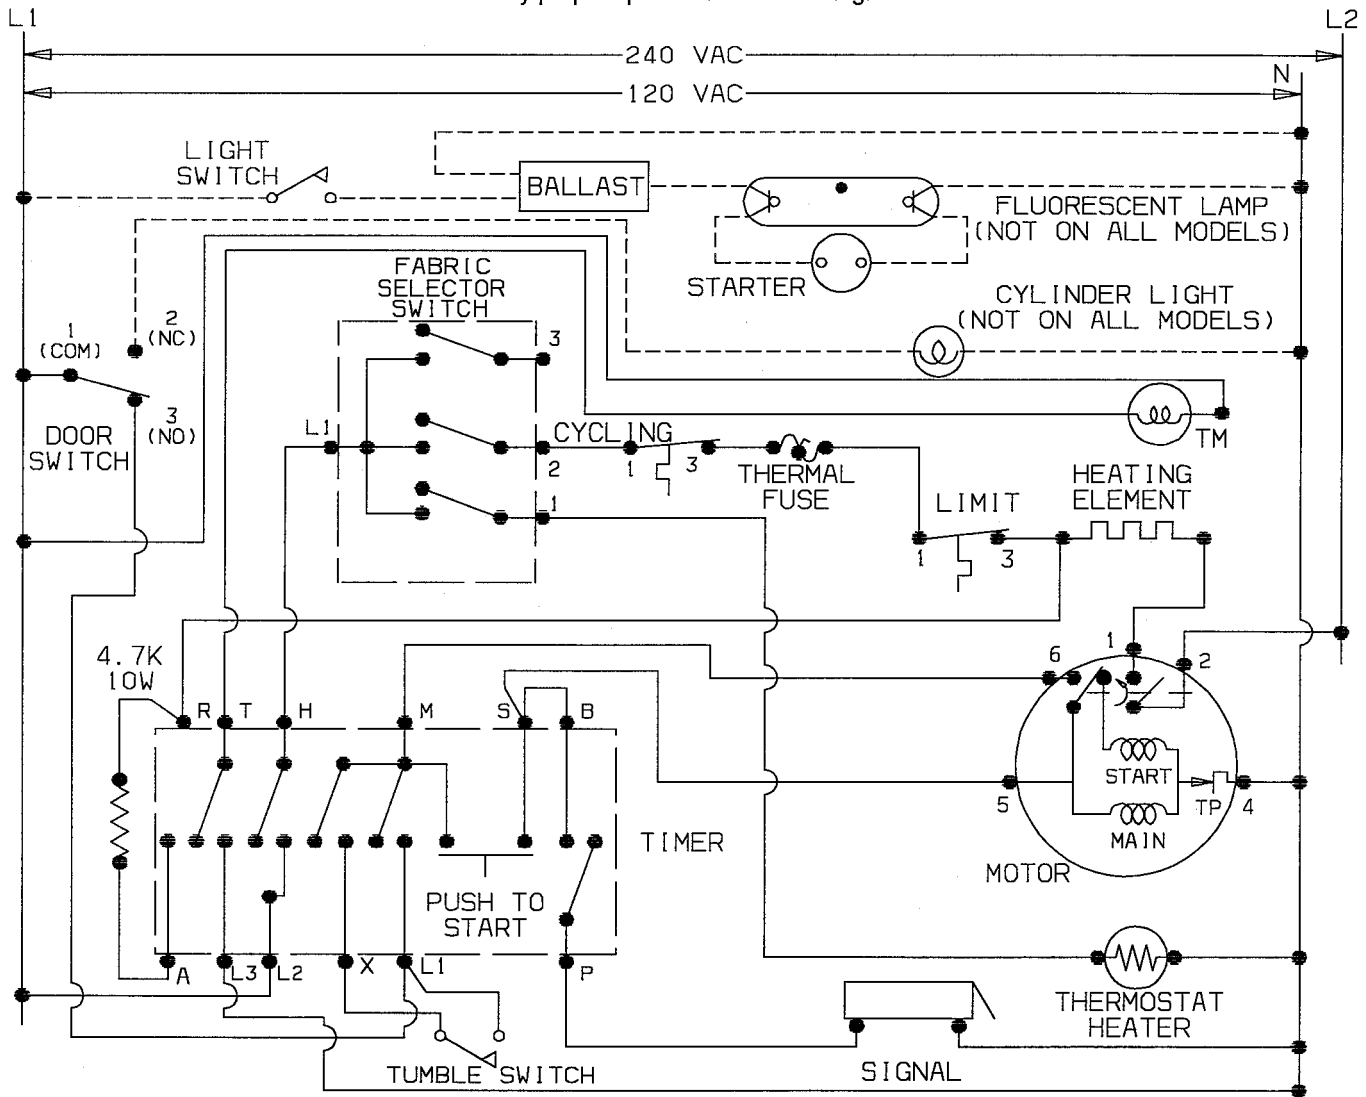 L1
L2
240 VAC
N
120 VAC
LIGHT
SWITCH
BALLAST
FLUORESCENT LAMP
(NOT ON ALL MODELS)
STARTER
FABRIC
SELECTOR
SWITCH
CYLINDER LIGHT
(NOT ON ALL MODELS)
1
(COM)
2
(NC)
3
3
(NO)
DOOR
SWITCH
L1
CYCLING
2
1
3
THERMAL
FUSE
TM
HEATING
ELEMENT
LIMIT
1
1
3
4.7K
10W
6
1
2
R
T
H
M
S
B
START
5
TP
4
MAIN
TIMER
MOTOR
PUSH TO
START
A
L3
L2
X
L1
P
THERMOSTAT
HEATER
TUMBLE SWITCH
SIGNAL